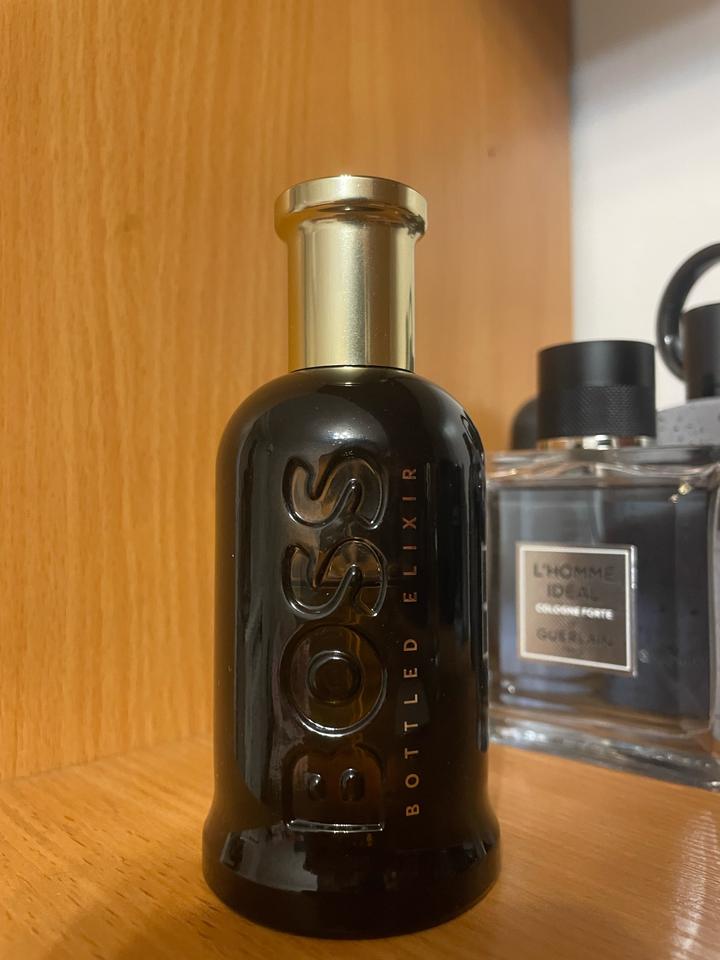 BOSS
BOTTLED ELIXIR
L'HOMME
IDÉAL
COLOGNE FORTE
GUERLAIN